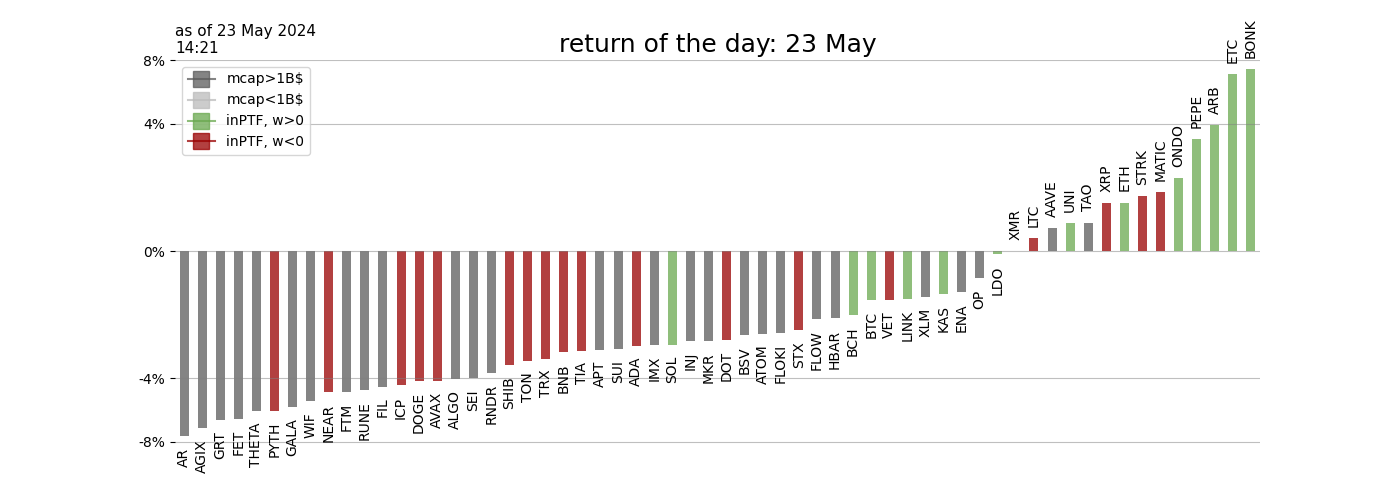 as of 23 May 2024
14:21
return of the day: 23 May
8%
4%
0%
-4%
-8%
mcap>1B$
mcap<1B$
inPTF, w>0
inPTF, w<0
AR
AGIX
GRT
FET
THETA
PYTH
GALA
WIF
NEAR
FTM
RUNE
FIL
ICP
DOGE
AVAX
ALGO
SEI
RNDR
SHIB
TON
TRX
BNB
TIA
APT
SUI
ADA
IMX
SOL
INJ
MKR
DOT
BSV
ATOM
FLOKI
STX
FLOW
HBAR
BCH
BTC
VET
LINK
XLM
KAS
ENA
OP
LDO
XMR
LTC
AAVE
UNI
TAO
XRP
ETH
STRK
MATIC
ONDO
PEPE
ARB
ETC
BONK